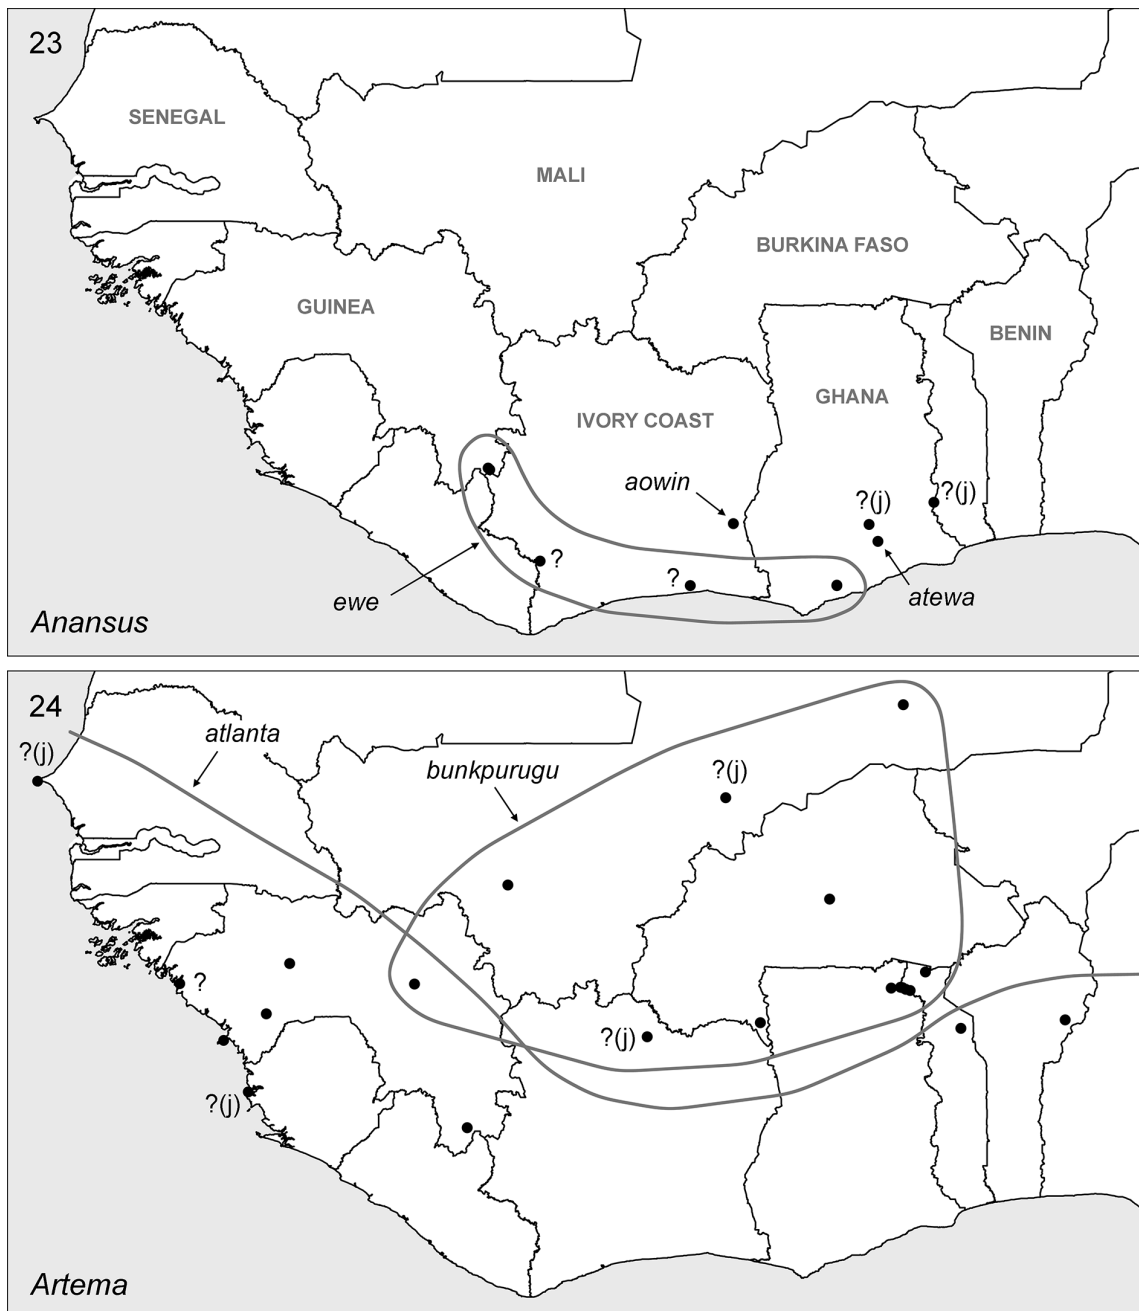 23
SENEGAL
MALI
BURKINA FASO
GUINEA
BENIN
GHANA
IVORY COAST
aowin
?(j)
?(j)
?
?
ewe
atewa
Anansus
24
atlanta
?(j)
bunkpurugu
?(j)
?
?(j)
?(j)
Artema